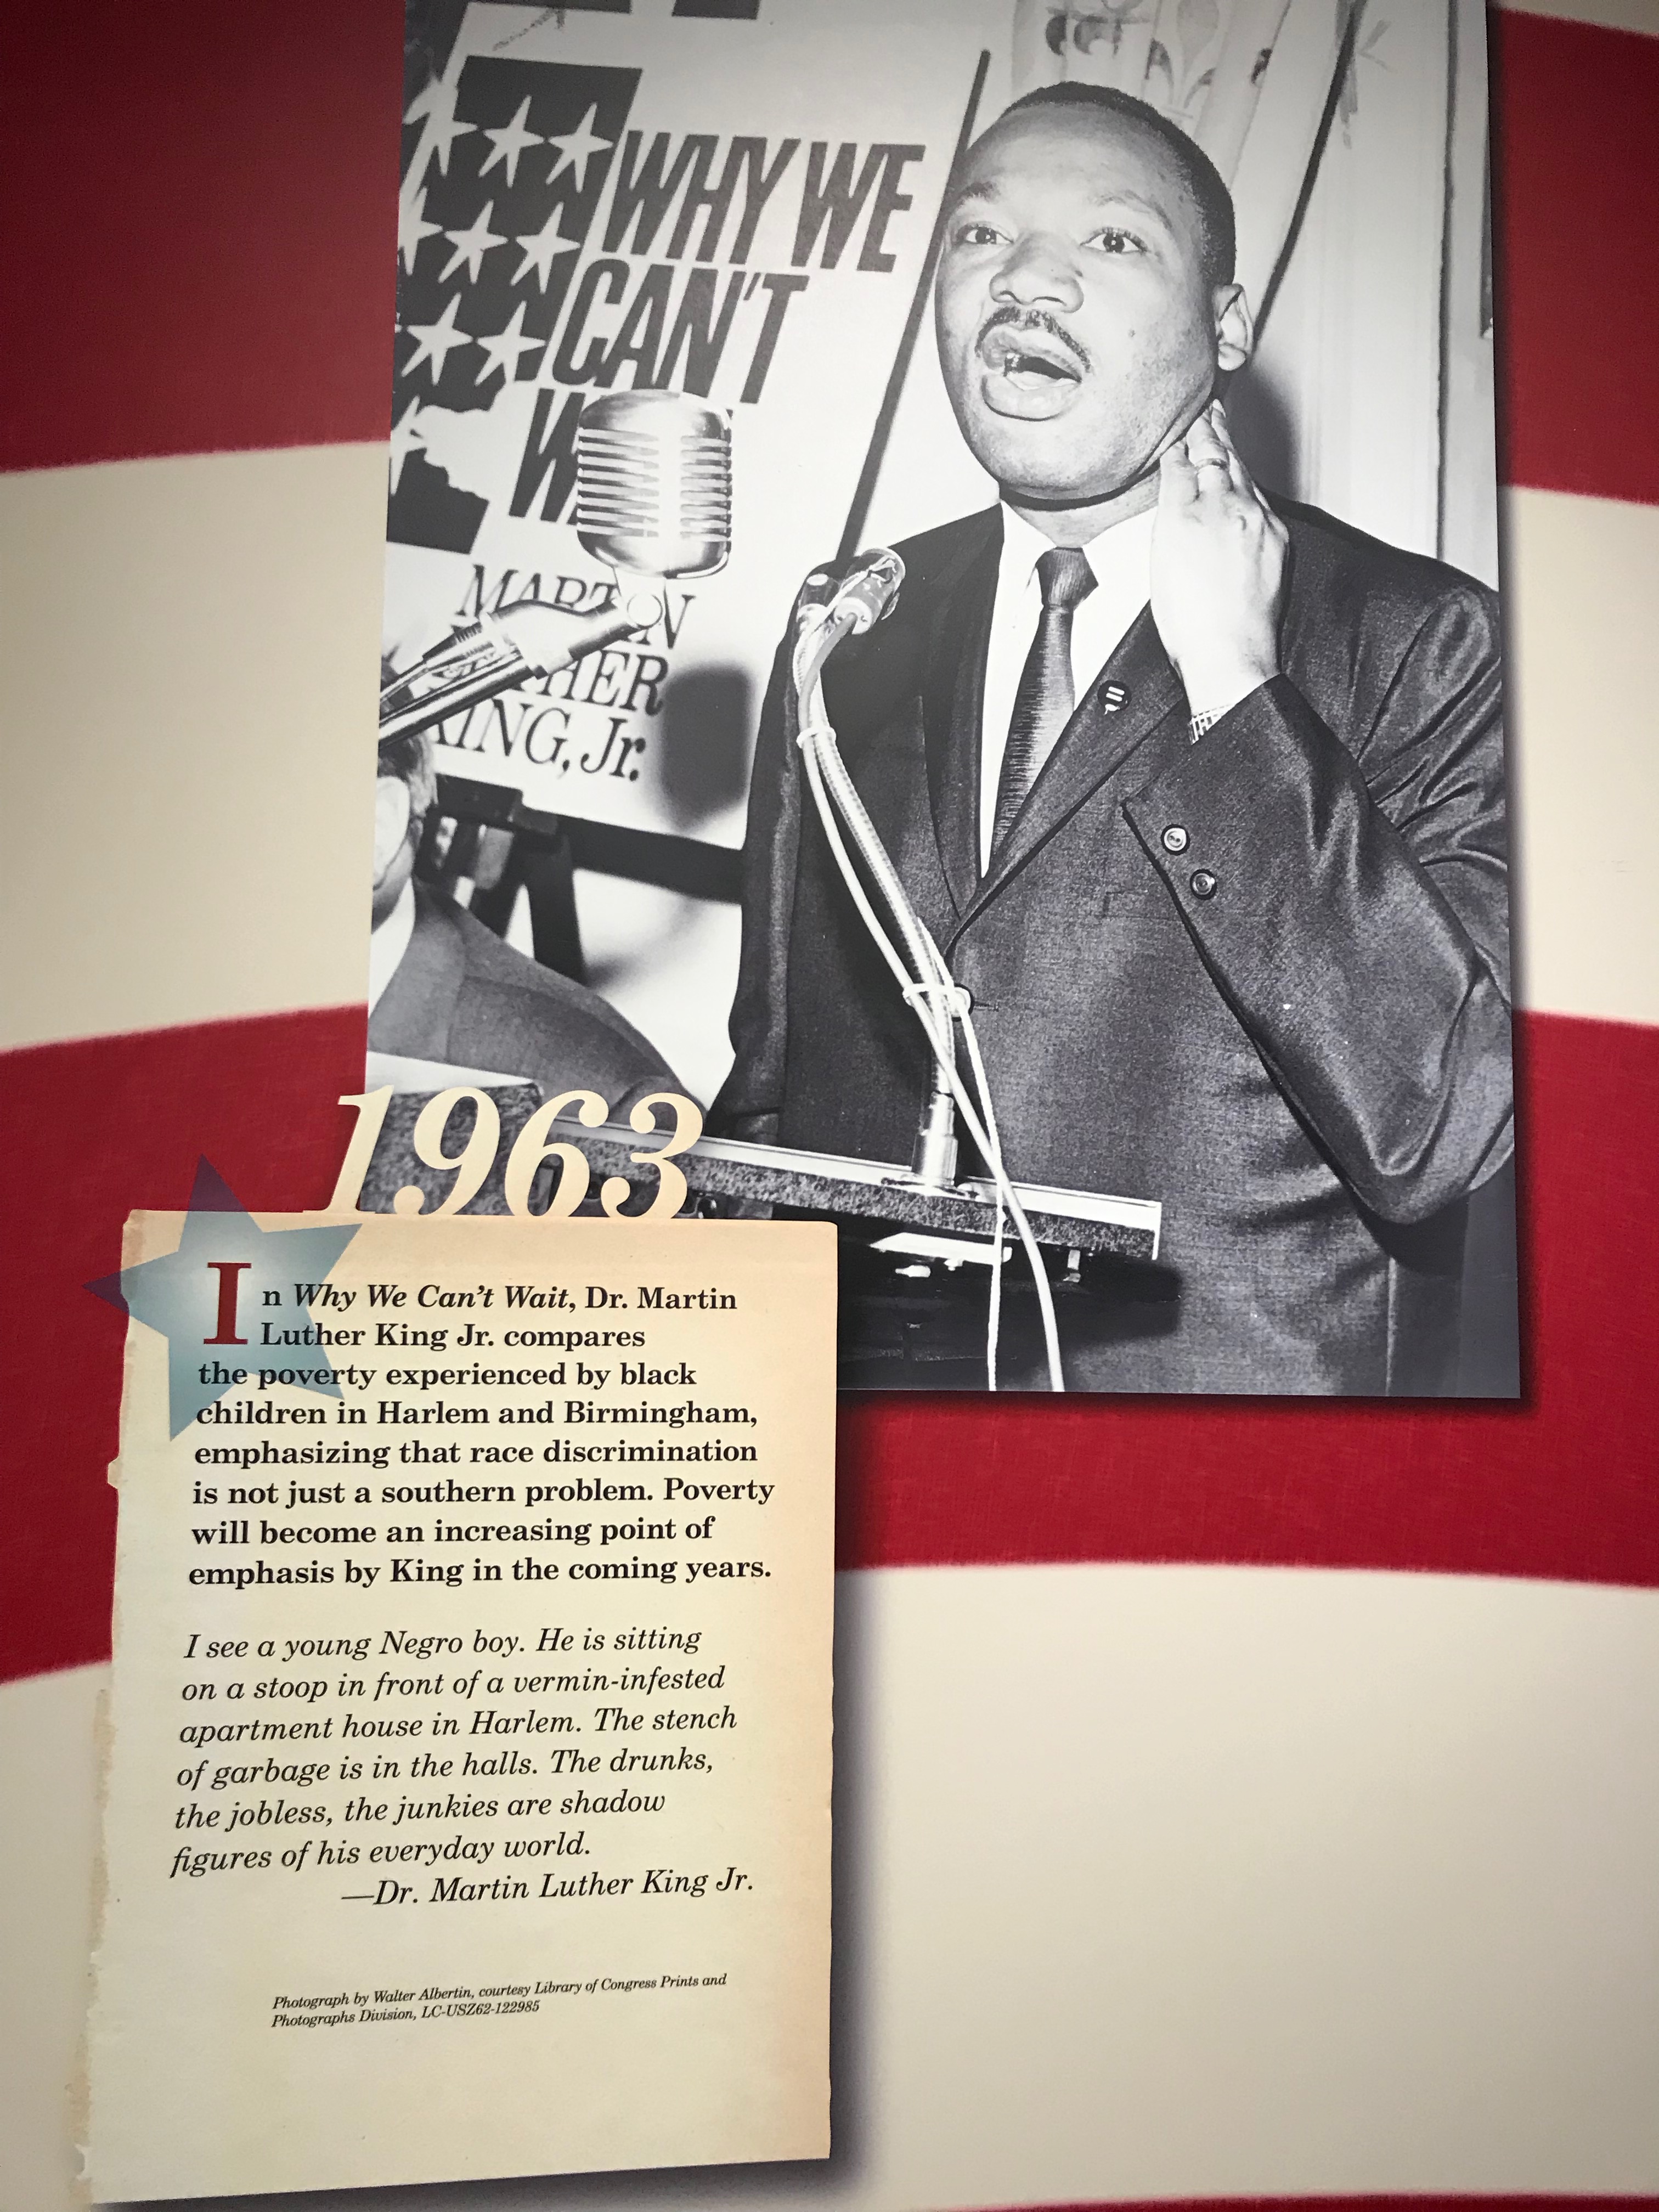 WHY WE
CAN'T
MARTIN
KING, Jr.
1963
In Why We Can't Wait, Dr. Martin
Luther King Jr. compares
the poverty experienced by black
children in Harlem and Birmingham,
emphasizing that race discrimination
is not just a southern problem. Poverty
will become an increasing point of
emphasis by King in the coming years.
I see a young Negro boy. He is sitting
on a stoop in front of a vermin-infested
apartment house in Harlem. The stench
of garbage is in the halls. The drunks,
the jobless, the junkies are shadow
figures of his everyday world.
—Dr. Martin Luther King Jr.
Photograph by Walter Albertin, courtesy Library of Congress Prints and
Photographs Division, LC-USZ62-122985